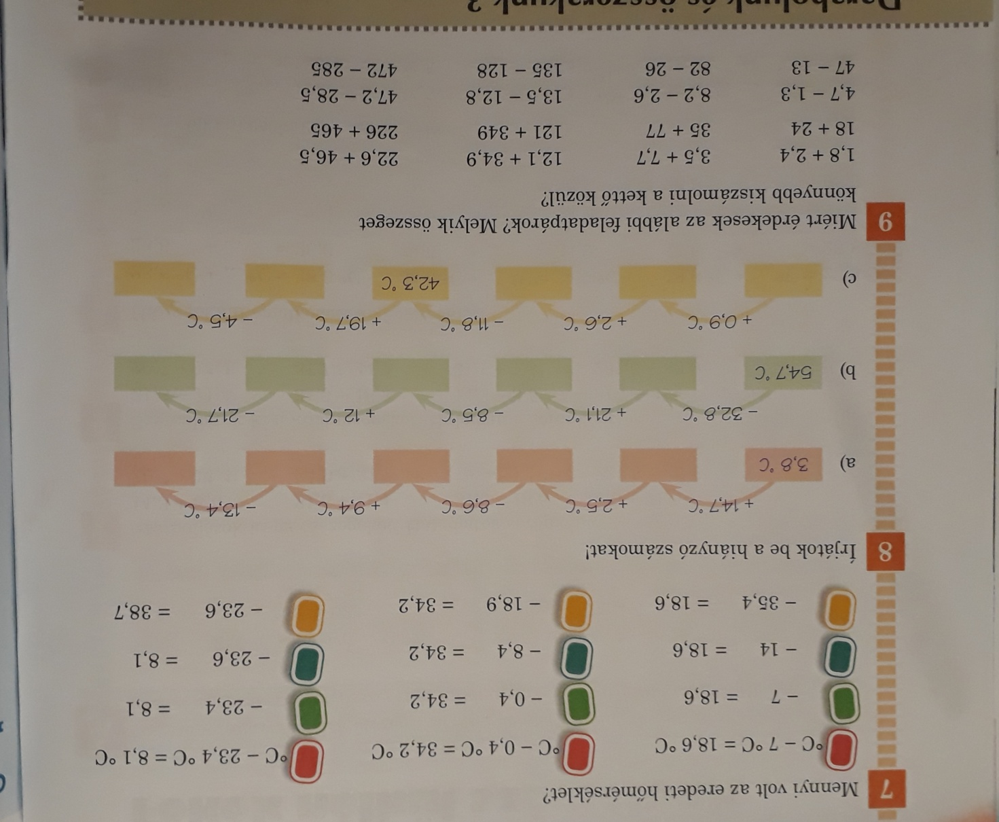 7 Mennyi volt az eredeti hőmérséklet?
°C – 7 °C = 18,6 °C °C – 0,4 °C = 34,2 °C °C – 23,4 °C = 8,1 °C
– 7 = 18,6 – 0,4 = 34,2 – 23,4 = 8,1
– 14 = 18,6 – 8,4 = 34,2 – 23,6 = 8,1
– 35,4 = 18,6 – 18,9 = 34,2 – 23,6 = 38,7
8 Írjátok be a hiányzó számokat!
+ 14,7 °C + 2,5 °C – 8,6 °C + 9,4 °C – 13,4 °C
a) 3,8 °C
– 32,8 °C + 21,1 °C – 8,5 °C + 12 °C – 21,7 °C
b) 54,7 °C
+ 0,9 °C + 2,6 °C – 11,8 °C + 19,7 °C – 4,5 °C
c) 42,3 °C
9 Miért érdekesek az alábbi feladatpárok? Melyik összeget
könnyebb kiszámolni a kettő közül?
1,8 + 2,4 3,5 + 7,7 12,1 + 34,9 22,6 + 46,5
18 + 24 35 + 77 121 + 349 226 + 465
4,7 – 1,3 8,2 – 2,6 13,5 – 12,8 47,2 – 28,5
47 – 13 82 – 26 135 – 128 472 – 285